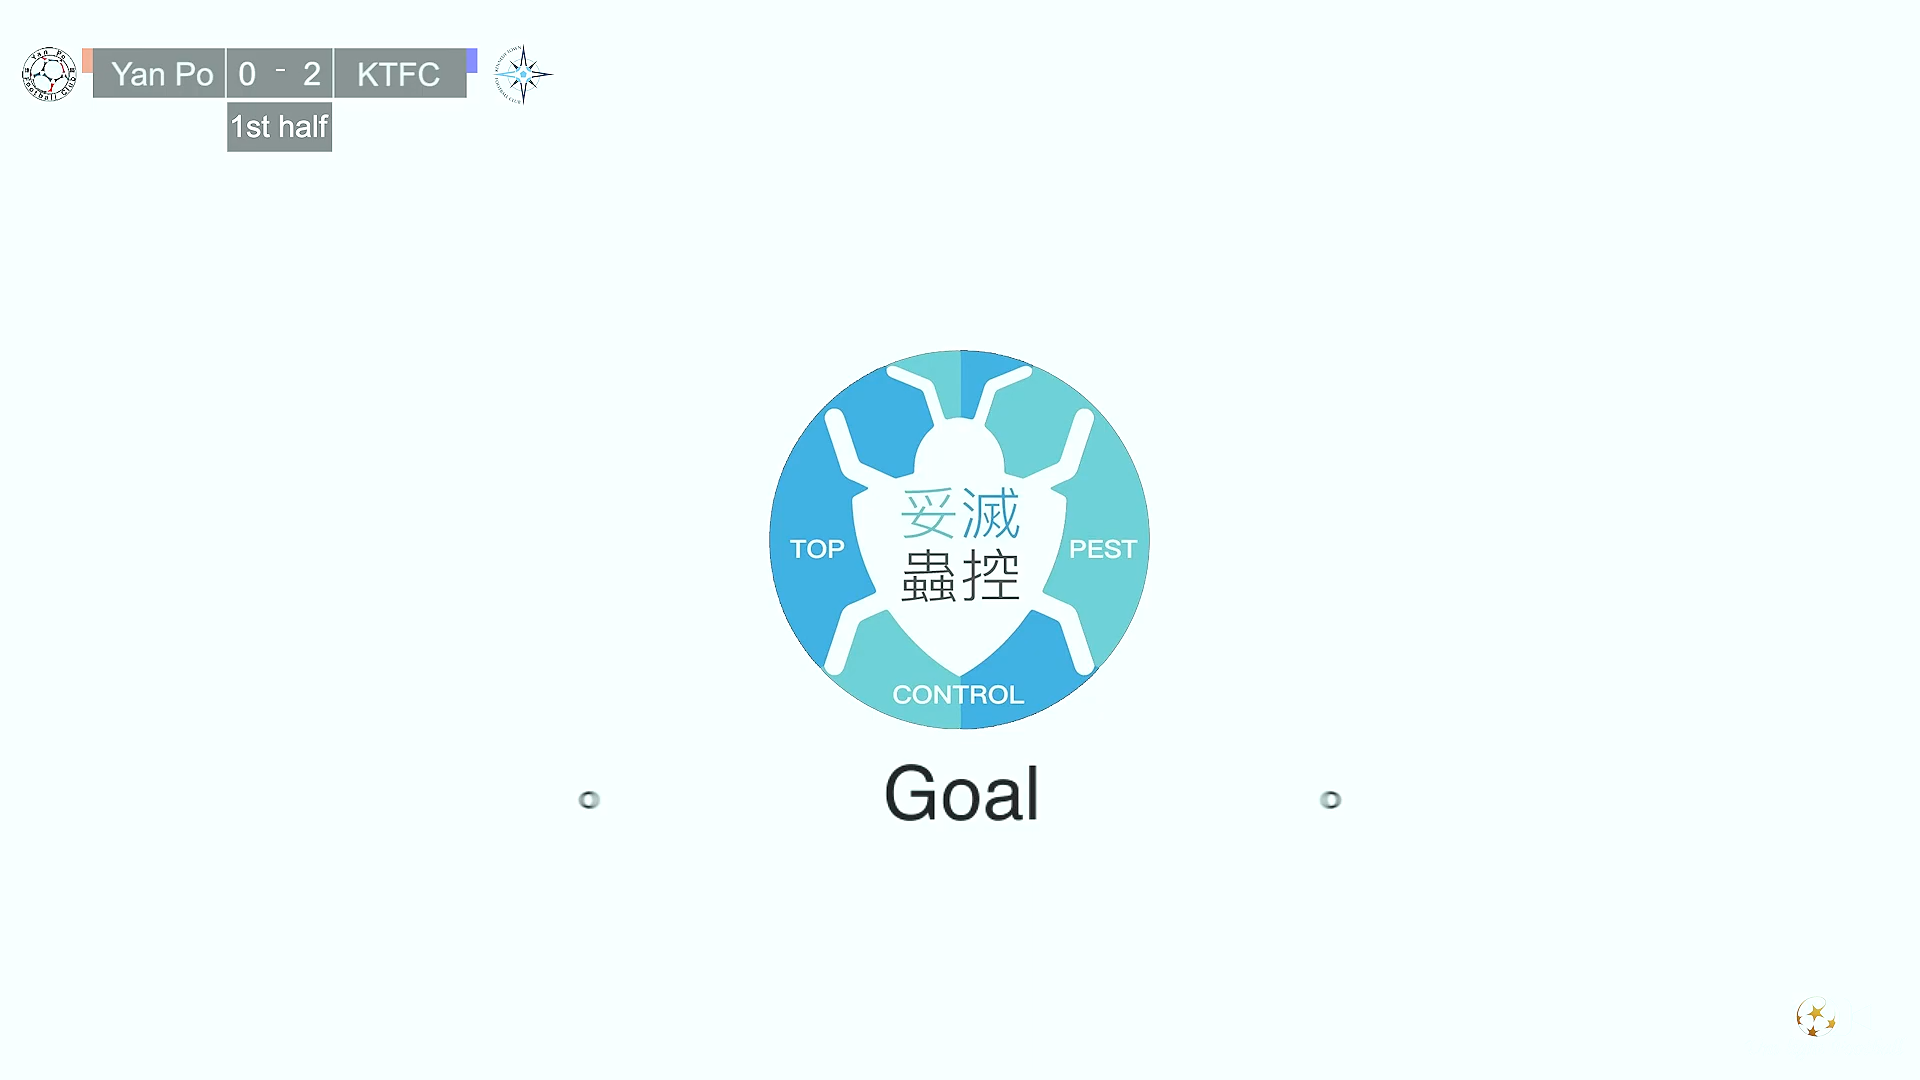 Yan Po 0 - 2 KTFC
1st half
妥滅
蟲控
TOP
PEST
CONTROL
Goal